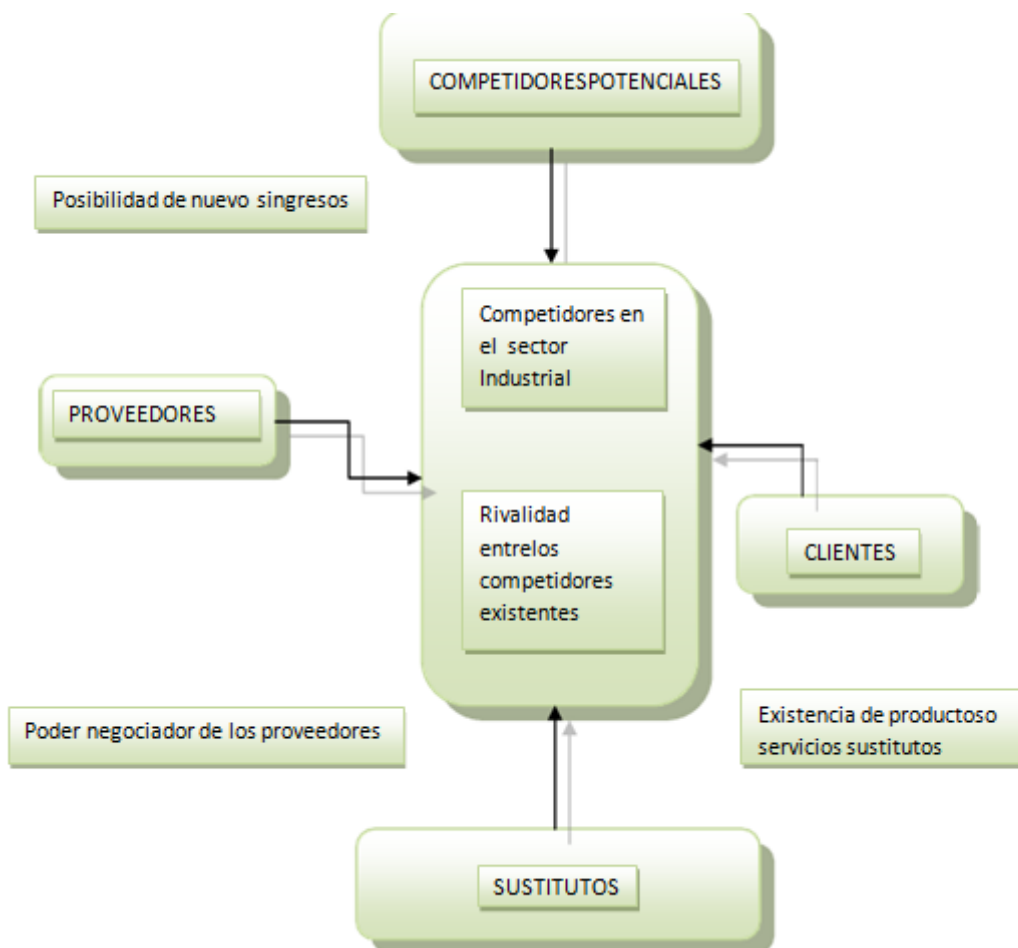 COMPETIDORESPOTENCIALES
Posibilidad de nuevo singresos
Competidores en
el sector
Industrial
PROVEEDORES
Rivalidad
entrelos
competidores
existentes
CLIENTES
Poder negociador de los proveedores
Existencia de productoso
servicios sustitutos
SUSTITUTOS